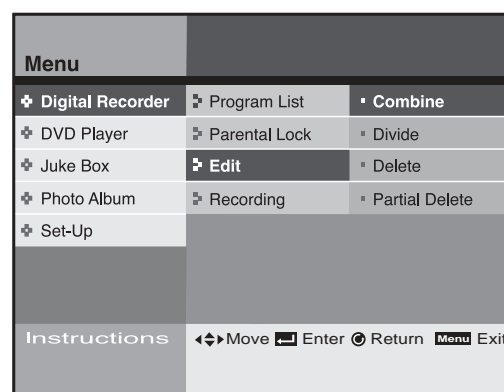 Menu
Digital Recorder Program List Combine
DVD Player Parental Lock Divide
Juke Box Edit Delete
Photo Album Recording Partial Delete
Set-Up
Instructions Move Enter Return Menu Exit